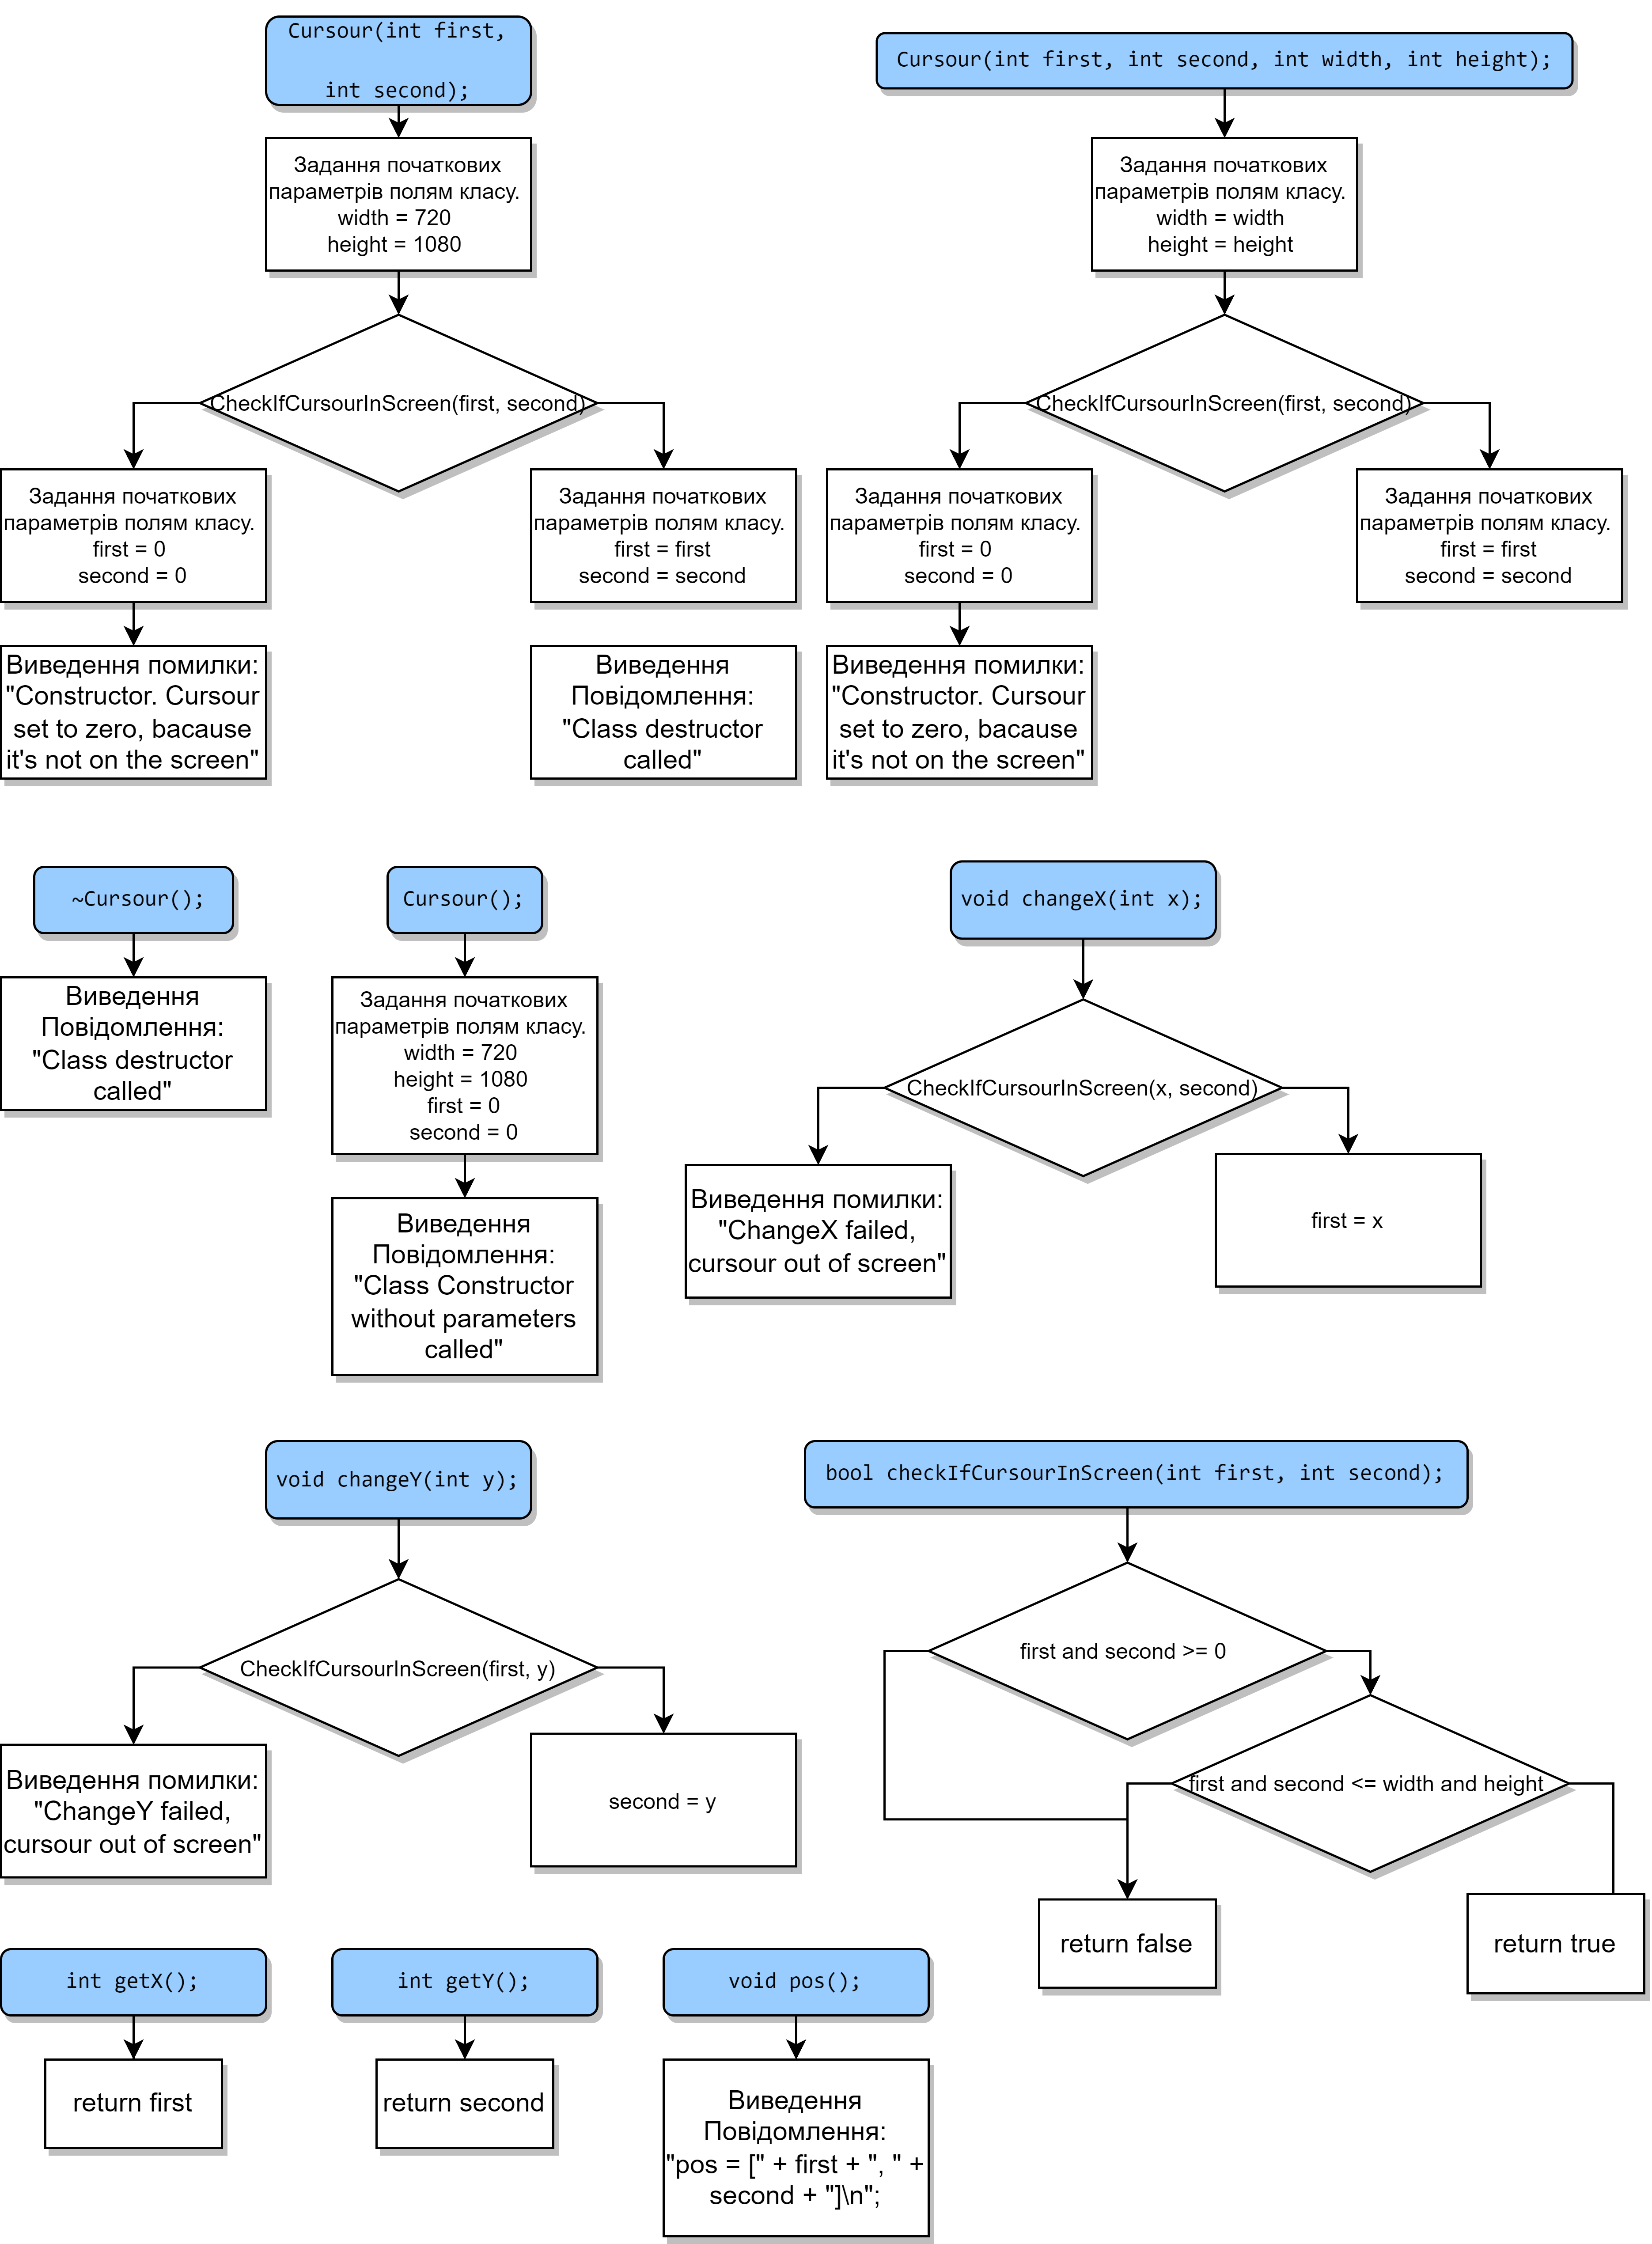 Cursour(int first,
int second);
Задання початкових
параметрів полям класу.
width = 720
height = 1080
CheckIfCursourInScreen(first, second)
Задання початкових
параметрів полям класу.
first = 0
second = 0
Задання початкових
параметрів полям класу.
first = first
second = second
Виведення помилки:
"Constructor. Cursour
set to zero, bacause
it's not on the screen"
Виведення
Повідомлення:
"Class destructor
called"
Cursour(int first, int second, int width, int height);
Задання початкових
параметрів полям класу.
width = width
height = height
CheckIfCursourInScreen(first, second)
Задання початкових
параметрів полям класу.
first = 0
second = 0
Задання початкових
параметрів полям класу.
first = first
second = second
Виведення помилки:
"Constructor. Cursour
set to zero, bacause
it's not on the screen"
~Cursour();
Виведення
Повідомлення:
"Class destructor
called"
Cursour();
Задання початкових
параметрів полям класу.
width = 720
height = 1080
first = 0
second = 0
Виведення
Повідомлення:
"Class Constructor
without parameters
called"
void changeX(int x);
CheckIfCursourInScreen(x, second)
Виведення помилки:
"ChangeX failed,
cursour out of screen"
first = x
void changeY(int y);
CheckIfCursourInScreen(first, y)
Виведення помилки:
"ChangeY failed,
cursour out of screen"
second = y
bool checkIfCursourInScreen(int first, int second);
first and second >= 0
first and second <= width and height
return false
return true
int getX();
return first
int getY();
return second
void pos();
Виведення
Повідомлення:
"pos = [" + first + ", " +
second + "]\n";